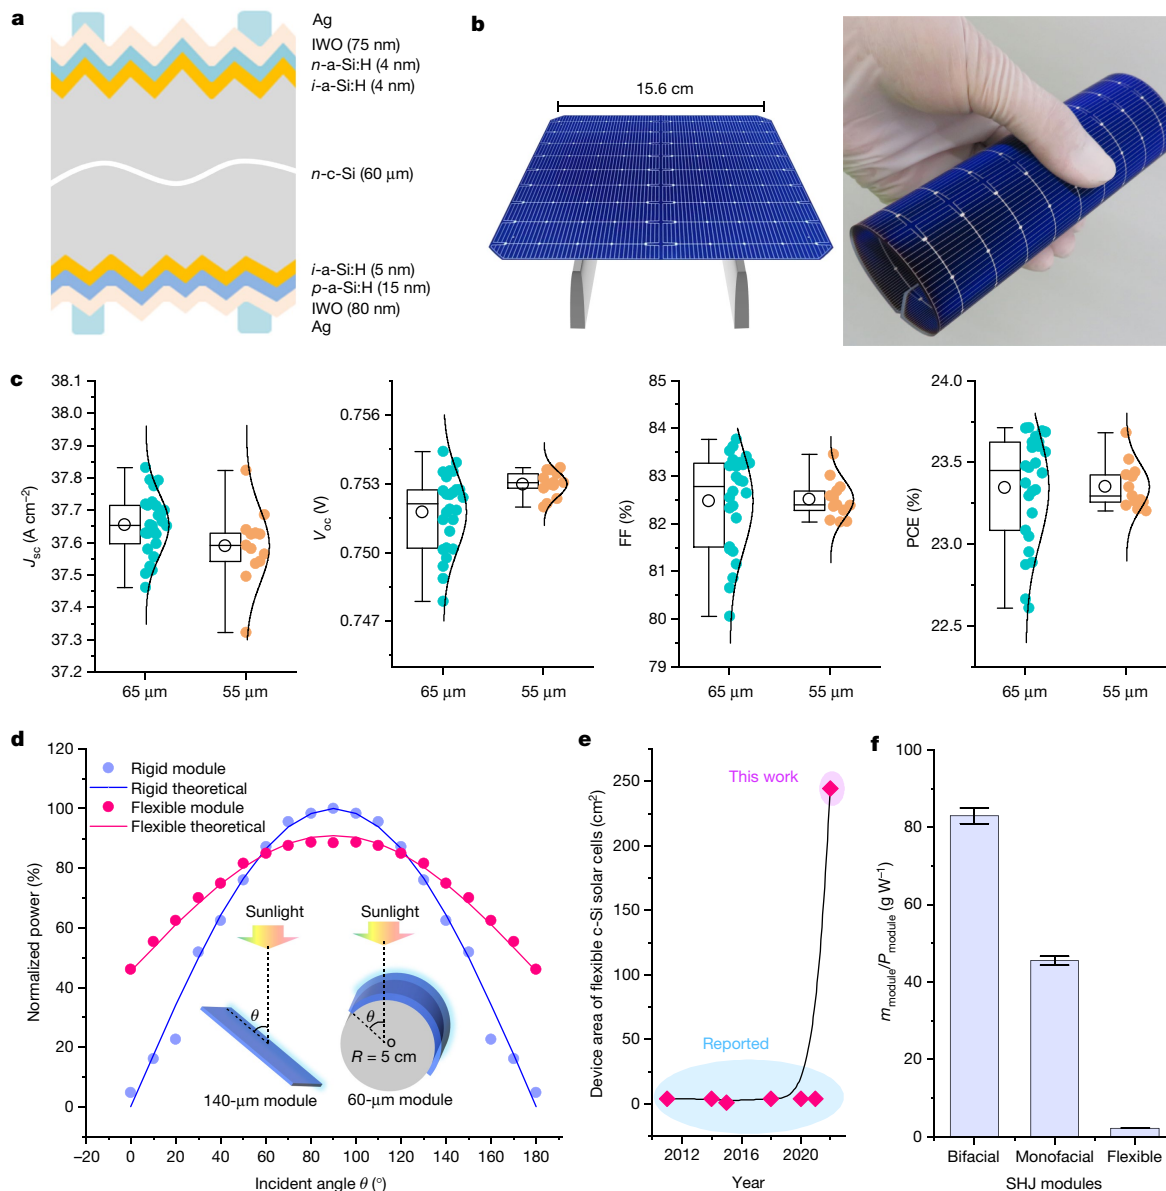 a
Ag
IWO (75 nm)
n-a-Si:H (4 nm)
i-a-Si:H (4 nm)
n-c-Si (60 μm)
i-a-Si:H (5 nm)
p-a-Si:H (15 nm)
IWO (80 nm)
Ag
b
15.6 cm
c
J_sc (A cm⁻²)
38.1
38.0
37.9
37.8
37.7
37.6
37.5
37.4
37.3
37.2
65 μm
55 μm
V_oc (V)
0.756
0.753
0.750
0.747
65 μm
55 μm
FF (%)
85
84
83
82
81
80
79
65 μm
55 μm
PCE (%)
24.0
23.5
23.0
22.5
65 μm
55 μm
d
Rigid module
Rigid theoretical
Flexible module
Flexible theoretical
Normalized power (%)
120
100
80
60
40
20
0
Sunlight
Sunlight
θ
θ
o
R = 5 cm
140-μm module
60-μm module
−20
0
20
40
60
80
100
120
140
160
180
Incident angle θ (°)
e
Device area of flexible c-Si solar cells (cm²)
250
200
150
100
50
0
This work
Reported
2012
2016
2020
Year
f
m_module/P_module (g W⁻¹)
100
80
60
40
20
0
Bifacial
Monofacial
Flexible
SHJ modules